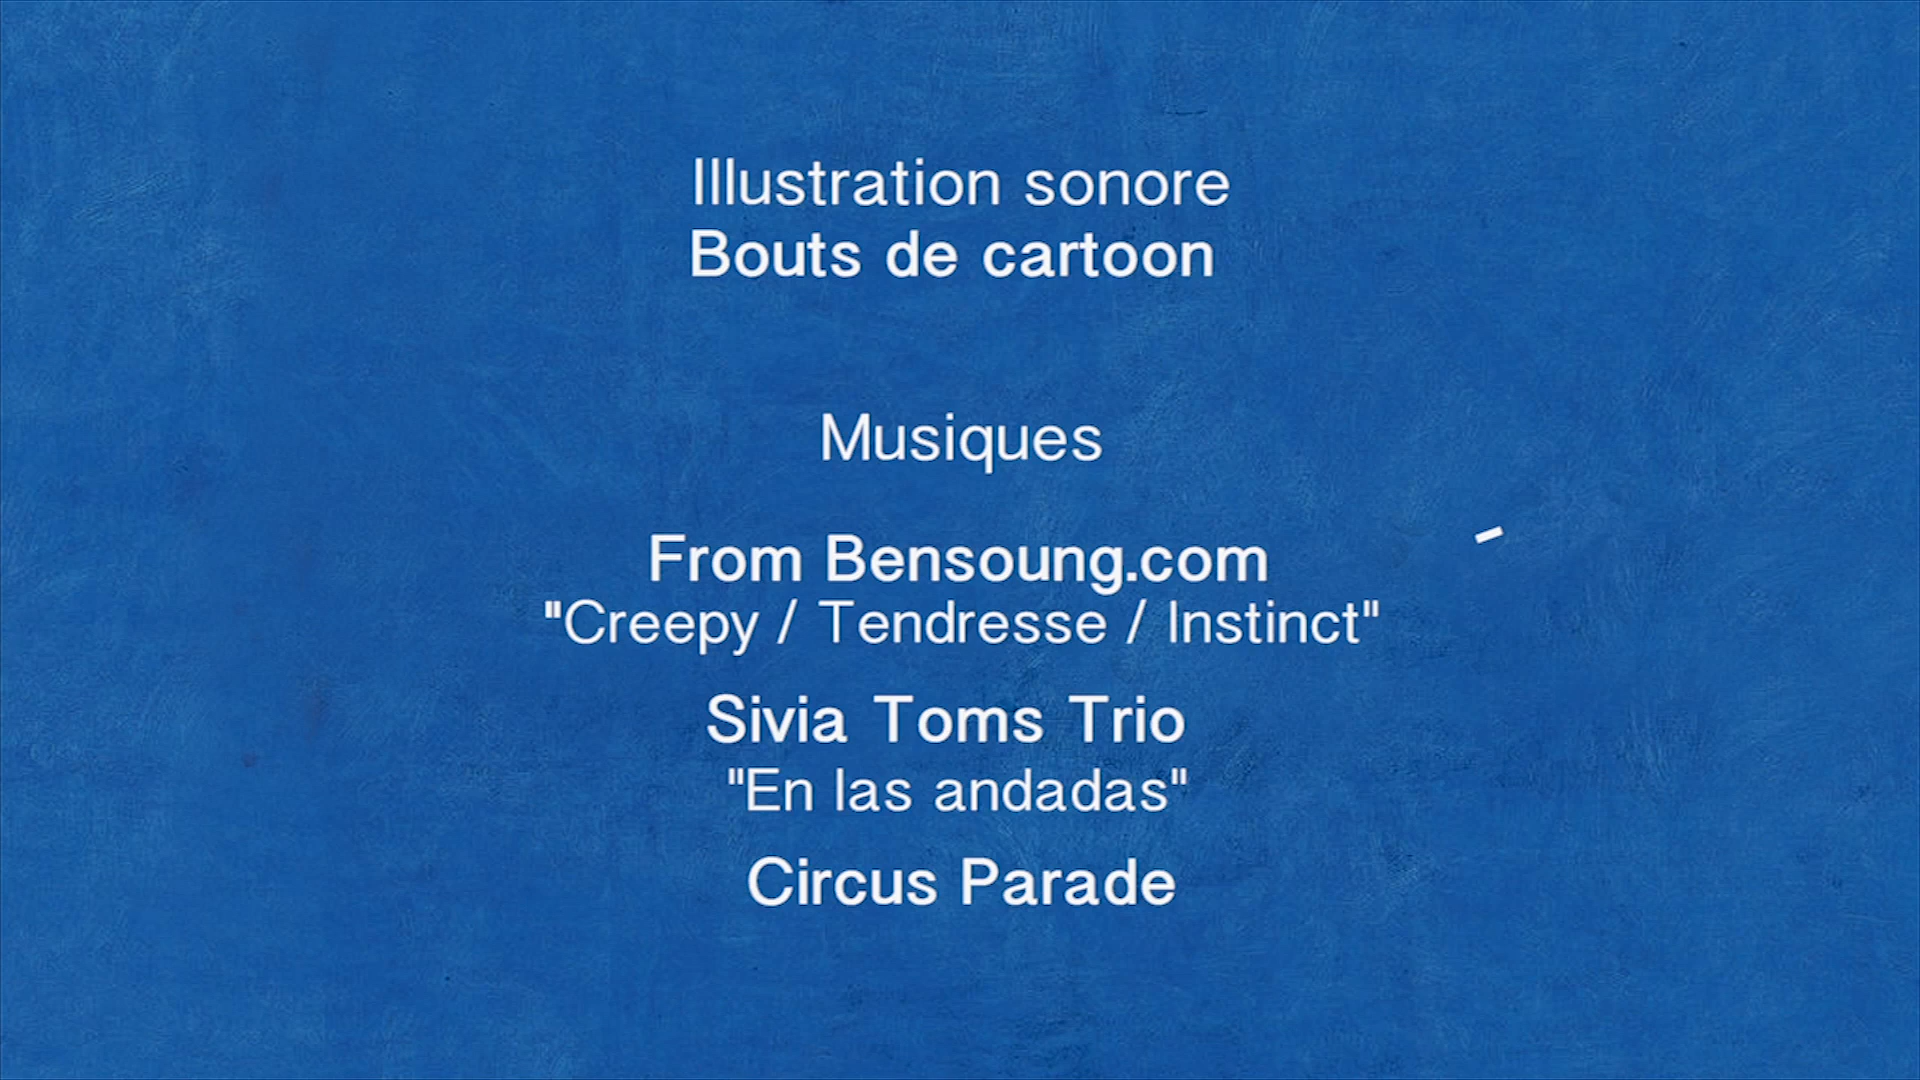 Illustration sonore
Bouts de cartoon
Musiques
From Bensoung.com
"Creepy / Tendresse / Instinct"
Sivia Toms Trio
"En las andadas"
Circus Parade